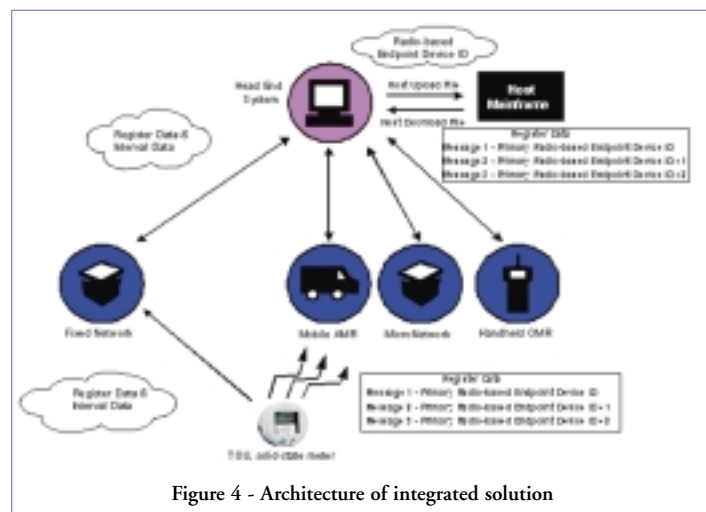 Radio-based
Endpoint Device ID
Head End
System
Host Upload File
Host Download File
Host
Mainframe
Register Data &
Interval Data
Register Data
Message 1 - Primary Radio-based Endpoint Device ID
Message 2 - Primary Radio-based Endpoint Device ID +1
Message 3 - Primary Radio-based Endpoint Device ID +2
Fixed Network
Mobile AMR
MicroNetwork
Handheld OMR
Register Data &
Interval Data
Register Data
Message 1 - Primary Radio-based Endpoint Device ID
Message 2 - Primary Radio-based Endpoint Device ID + 1
Message 3 - Primary Radio-based Endpoint Device ID + 2
TOU, solid-state meter
Figure 4 - Architecture of integrated solution